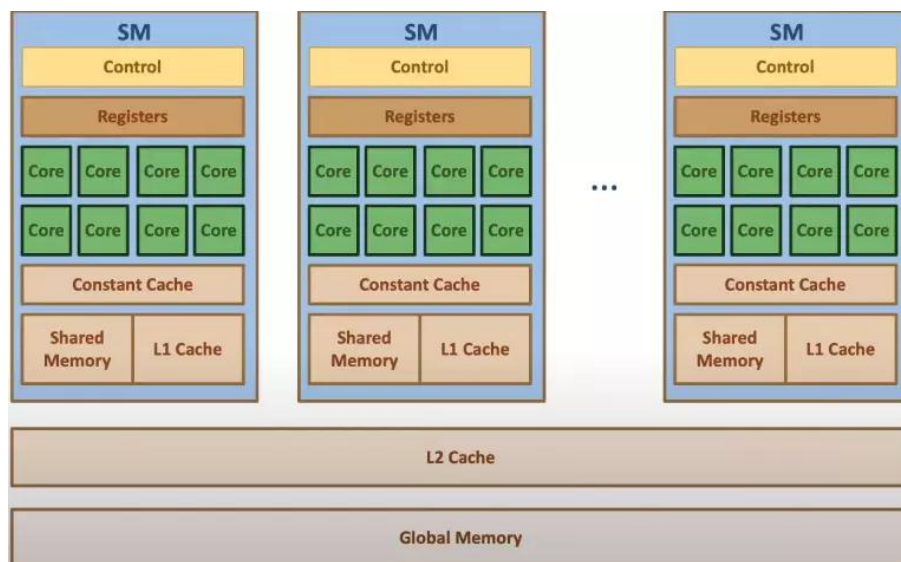 SM SM SM
Control Control Control
Registers Registers Registers
Core Core Core Core Core Core Core Core Core Core Core Core
Core Core Core Core Core Core Core Core Core Core Core Core
Constant Cache Constant Cache Constant Cache
Shared Memory L1 Cache Shared Memory L1 Cache Shared Memory L1 Cache
...
L2 Cache
Global Memory